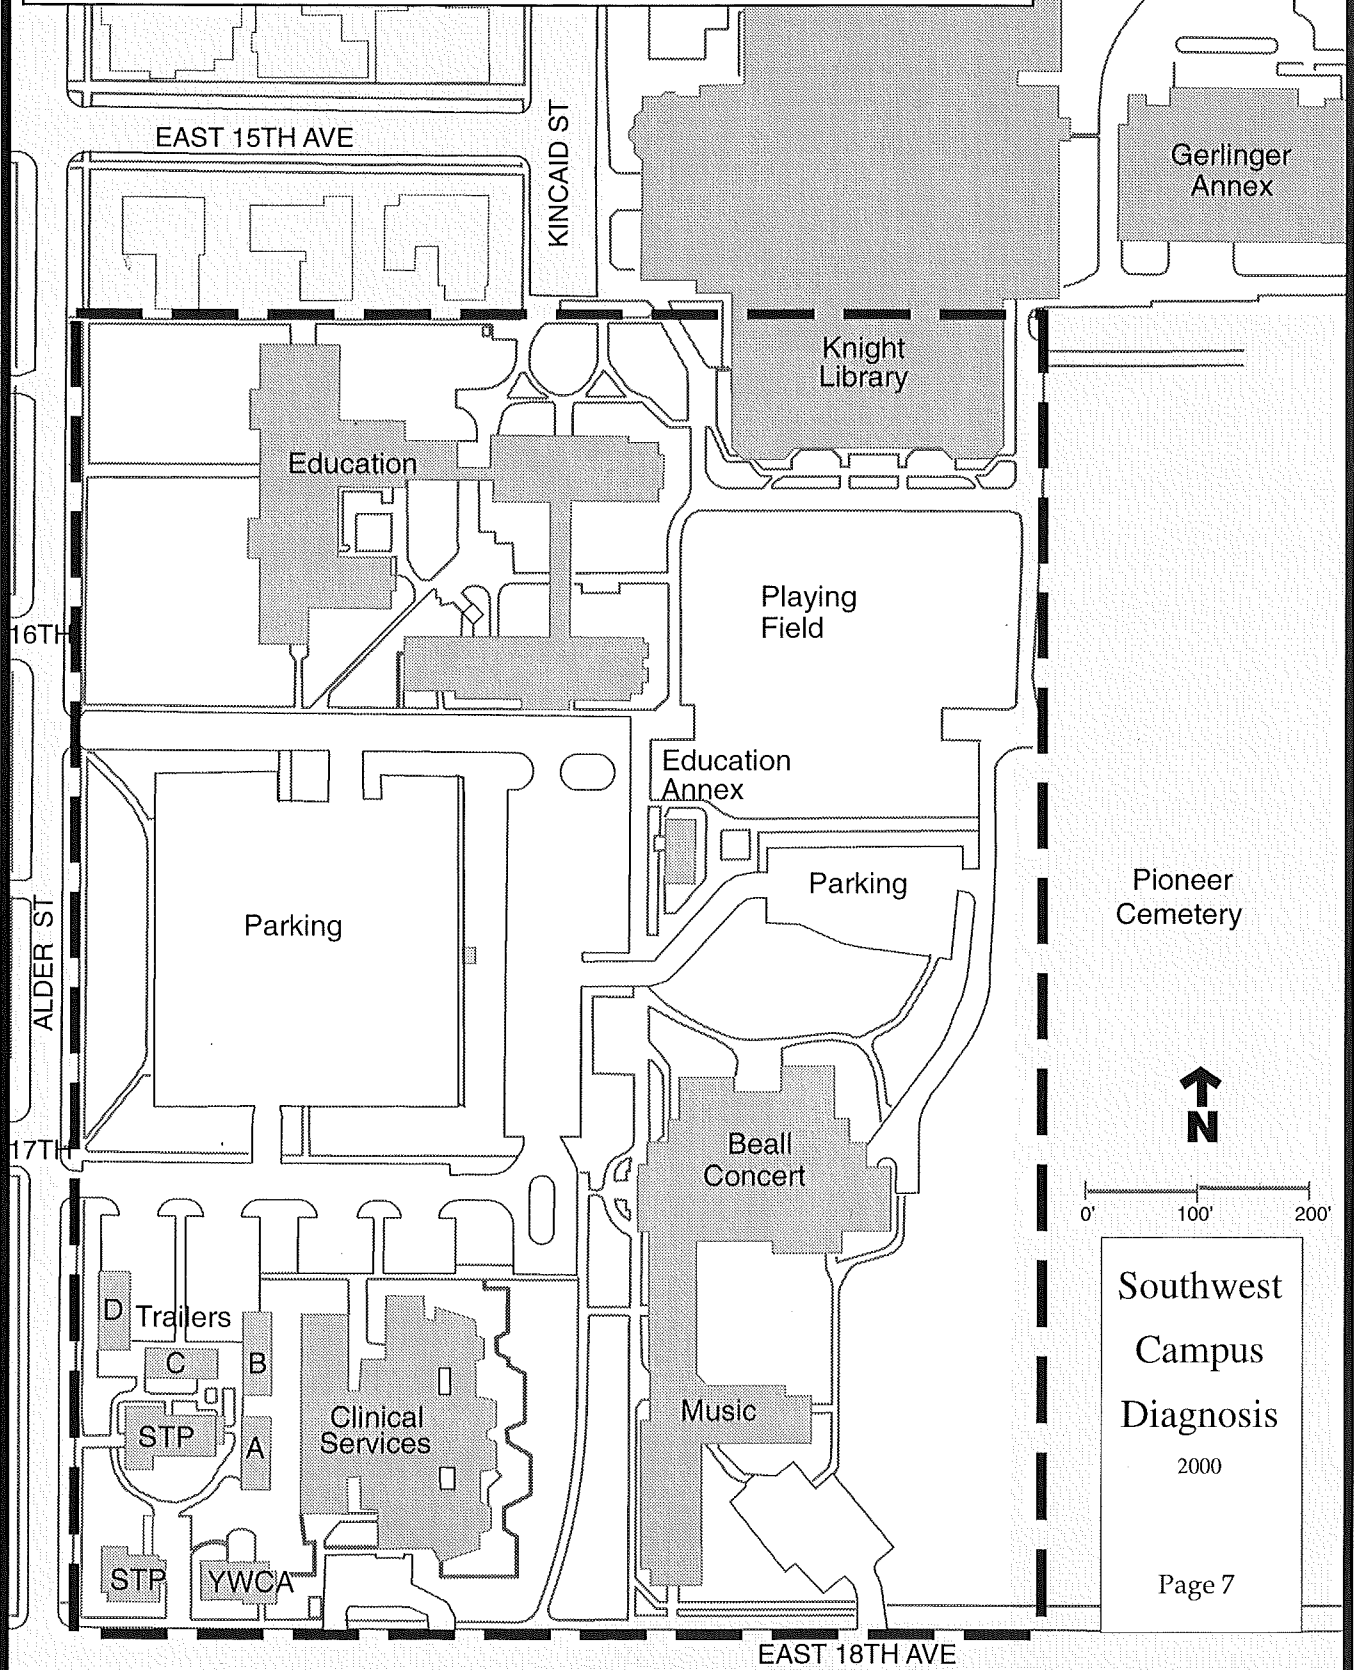 EAST 15TH AVE
KINCAID ST
Gerlinger
Annex
Knight
Library
Education
Playing
Field
16TH
Education
Annex
Parking
Parking
Pioneer
Cemetery
ALDER ST
N
17TH
Beall
Concert
0' 100' 200'
Southwest
Campus
Diagnosis
2000
Page 7
D
Trailers
C
B
Clinical
Services
Music
STP
A
STP
YWCA
EAST 18TH AVE